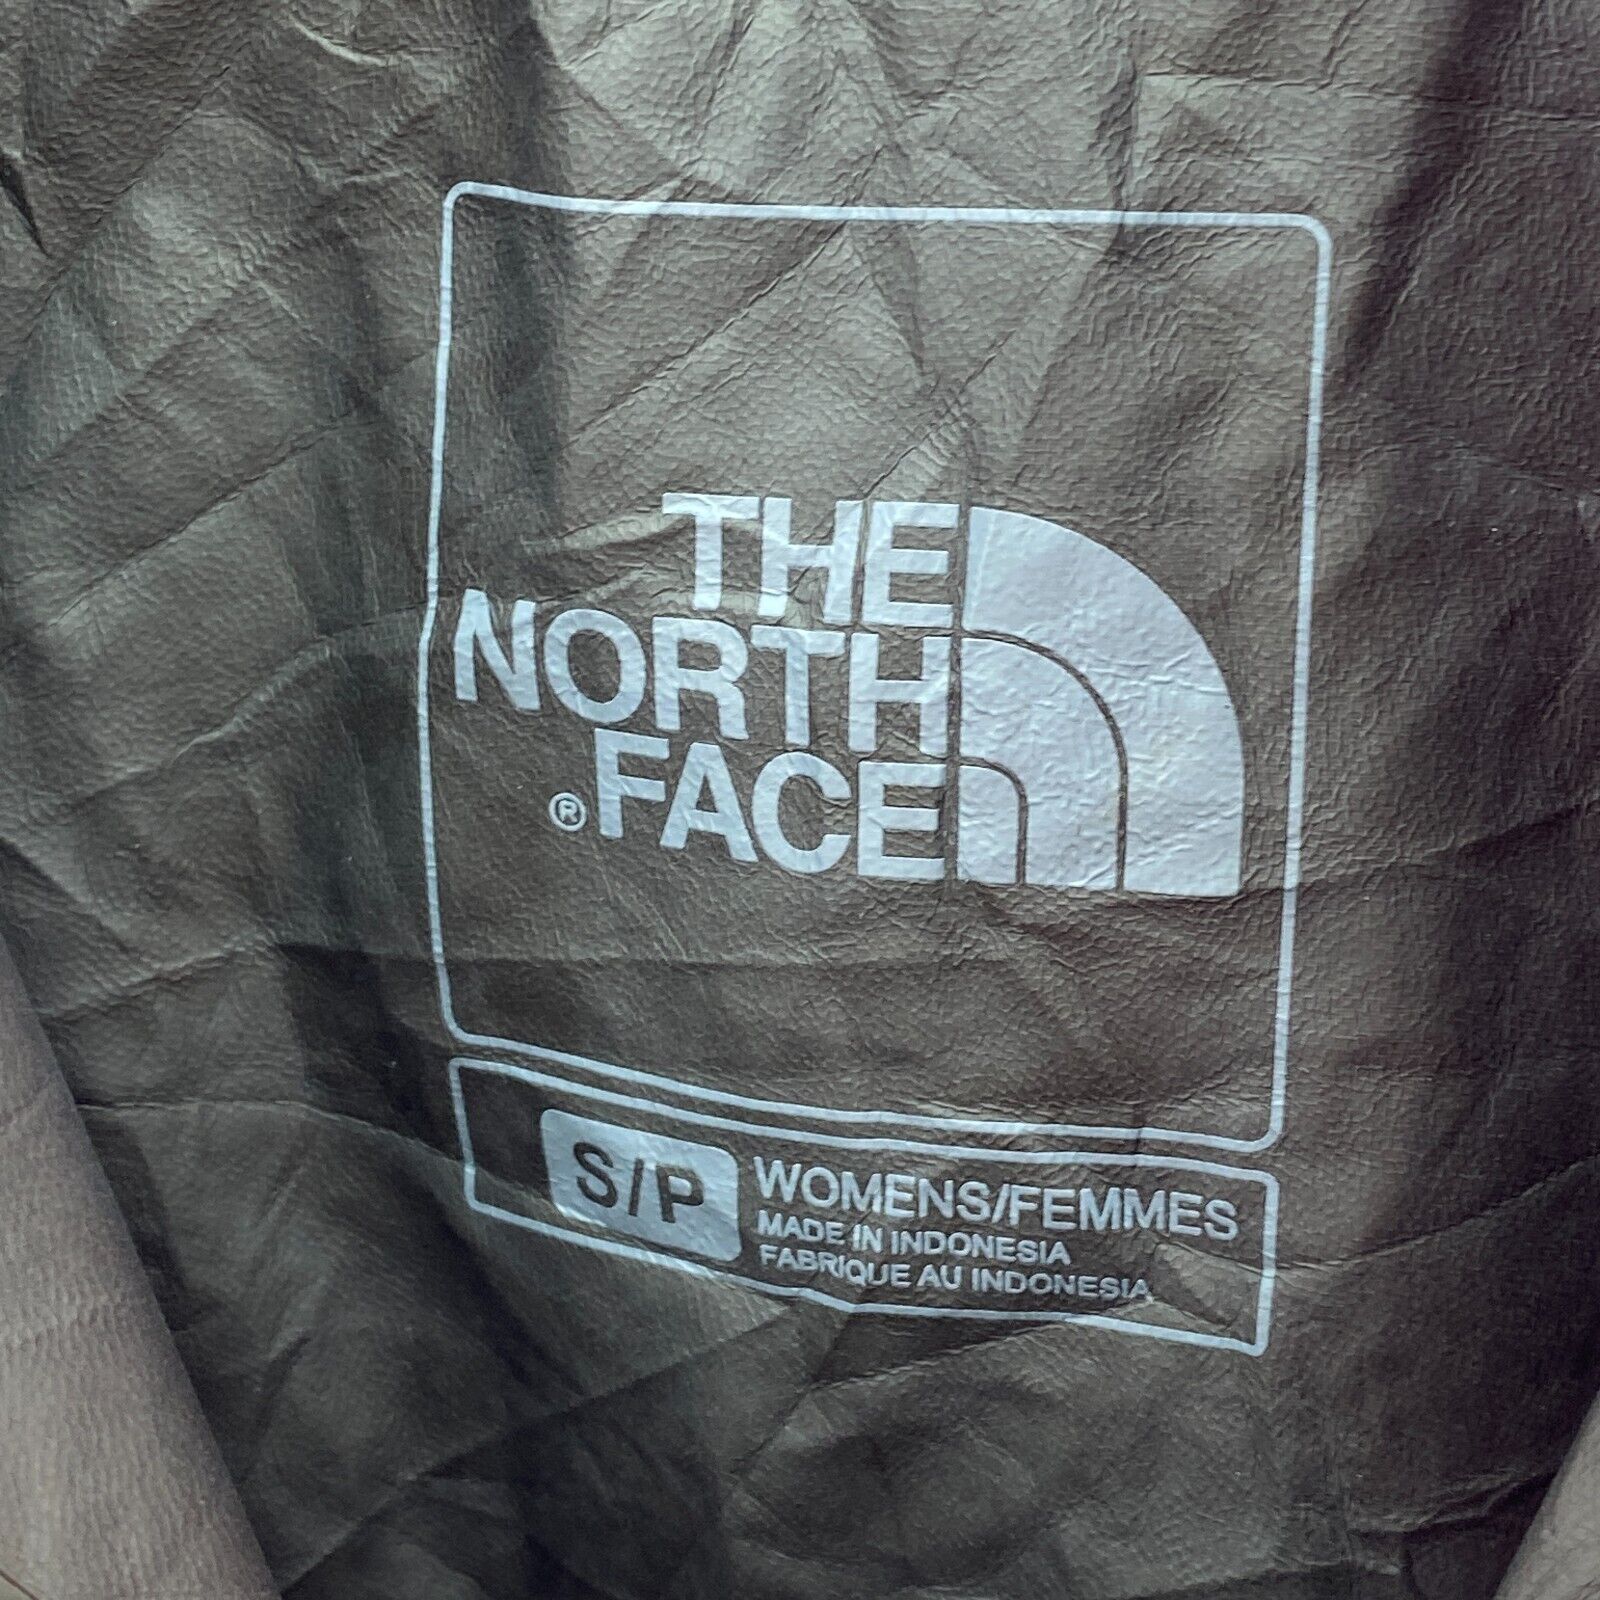 THE
NORTH
® FACE
S/P
WOMENS/FEMMES
MADE IN INDONESIA
FABRIQUE AU INDONESIA